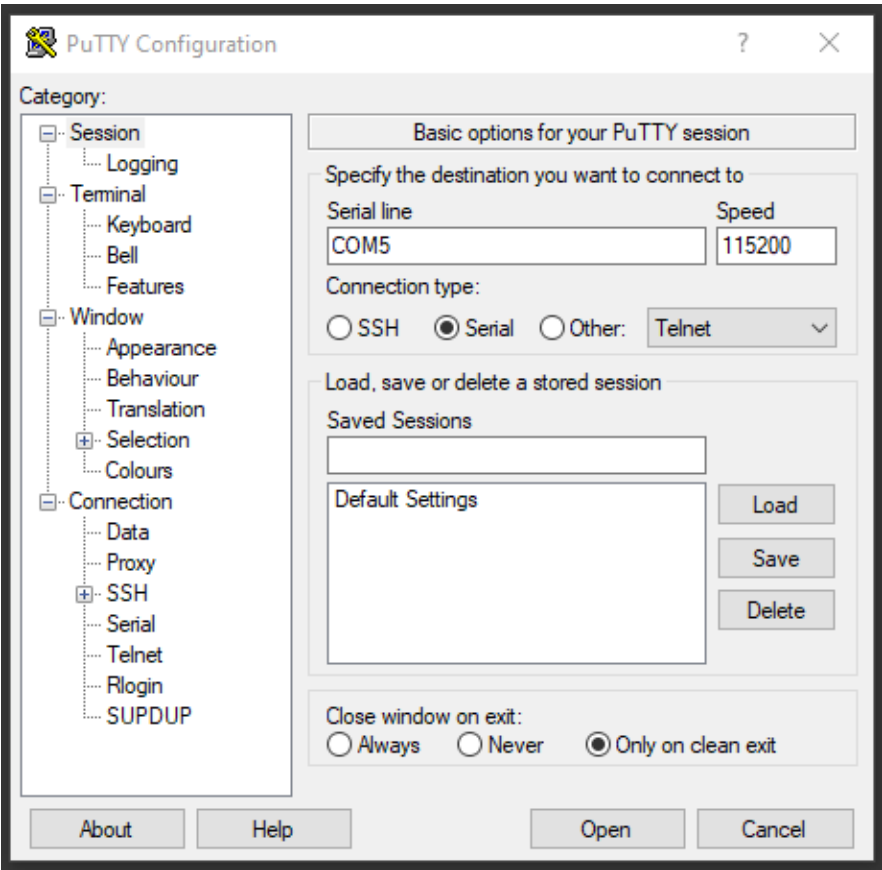 PuTTY Configuration
?
Category:
Session
Logging
Terminal
Keyboard
Bell
Features
Window
Appearance
Behaviour
Translation
Selection
Colours
Connection
Data
Proxy
SSH
Serial
Telnet
Rlogin
SUPDUP
Basic options for your PuTTY session
Specify the destination you want to connect to
Serial line Speed
COM5 115200
Connection type:
SSH Serial Other: Telnet
Load, save or delete a stored session
Saved Sessions
Default Settings
Load
Save
Delete
Close window on exit:
Always Never Only on clean exit
About Help Open Cancel